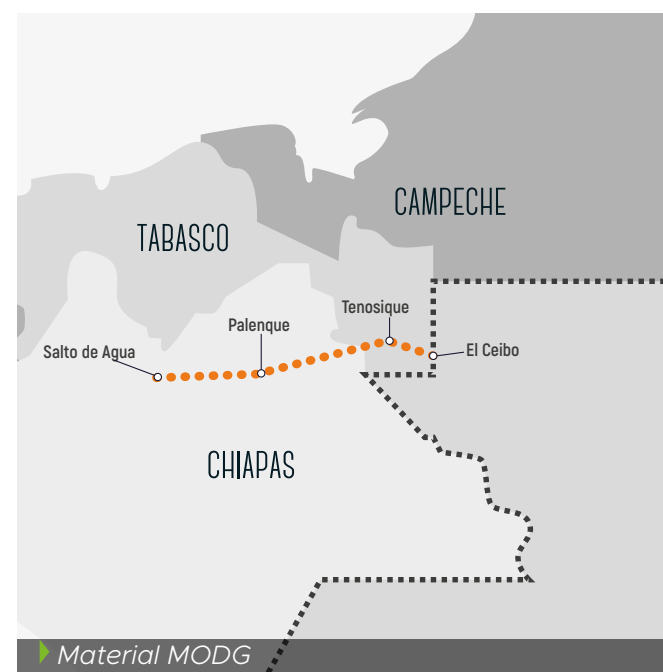 CAMPECHE
TABASCO
Tenosique
Palenque
Salto de Agua
El Ceibo
CHIAPAS
Material MODG